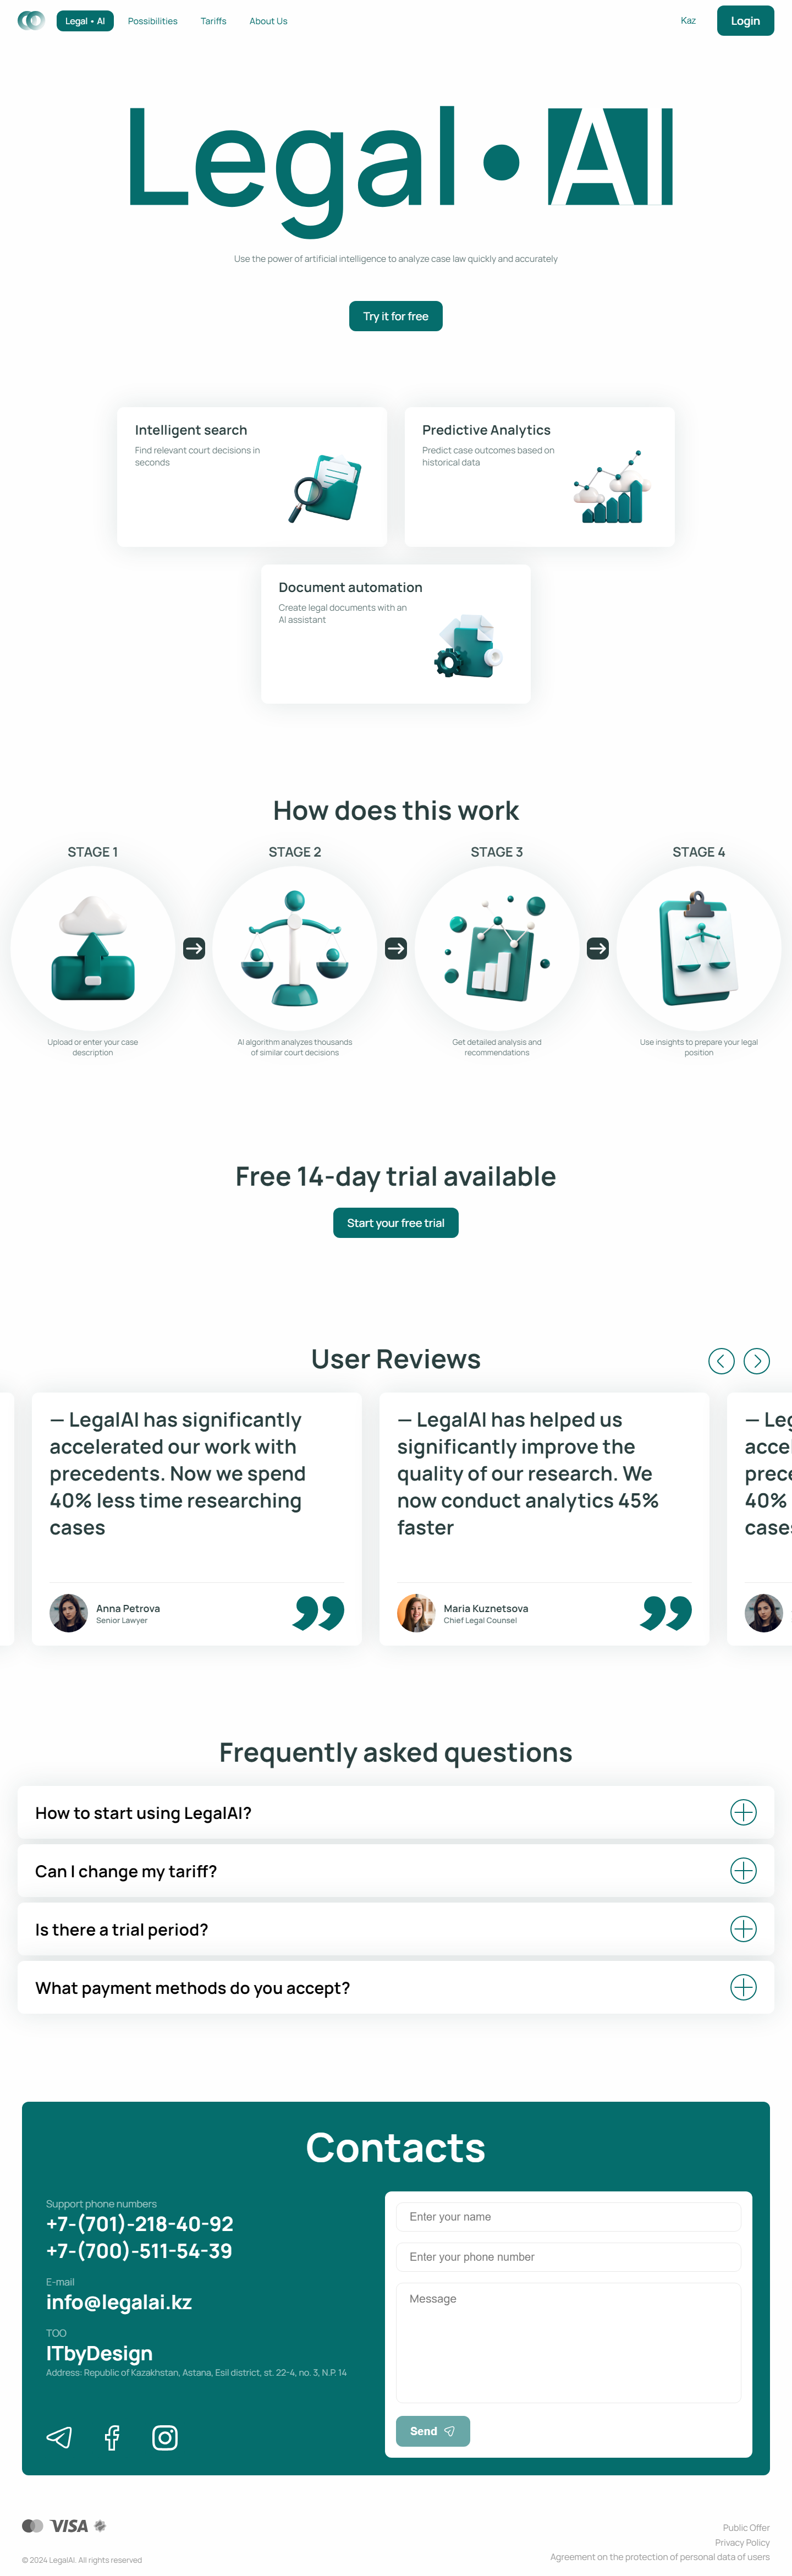 Legal • AI
Possibilities
Tariffs
About Us
Kaz
Login
Legal • AI
Use the power of artificial intelligence to analyze case law quickly and accurately
Try it for free
Intelligent search
Find relevant court decisions in
seconds
Predictive Analytics
Predict case outcomes based on
historical data
Document automation
Create legal documents with an
AI assistant
How does this work
STAGE 1
STAGE 2
STAGE 3
STAGE 4
Upload or enter your case
description
AI algorithm analyzes thousands
of similar court decisions
Get detailed analysis and
recommendations
Use insights to prepare your legal
position
Free 14-day trial available
Start your free trial
User Reviews
— LegalAI has significantly
accelerated our work with
precedents. Now we spend
40% less time researching
cases
Anna Petrova
Senior Lawyer
— LegalAI has helped us
significantly improve the
quality of our research. We
now conduct analytics 45%
faster
Maria Kuznetsova
Chief Legal Counsel
— Leg
accel
prece
40%
cases
Frequently asked questions
How to start using LegalAI?
Can I change my tariff?
Is there a trial period?
What payment methods do you accept?
Contacts
Support phone numbers
+7-(701)-218-40-92
+7-(700)-511-54-39
E-mail
info@legalai.kz
TOO
ITbyDesign
Address: Republic of Kazakhstan, Astana, Esil district, st. 22-4, no. 3, N.P. 14
Enter your name
Enter your phone number
Message
Send
VISA
© 2024 LegalAI. All rights reserved
Public Offer
Privacy Policy
Agreement on the protection of personal data of users